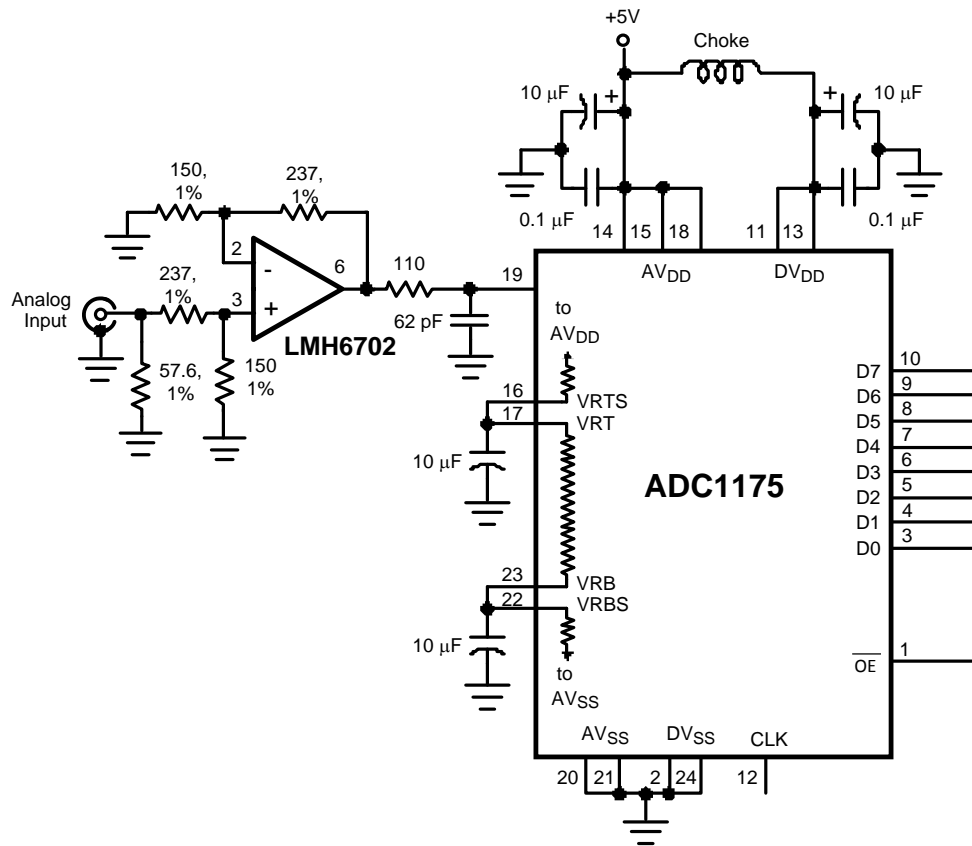 +5V
Choke
10 μF
+
+
10 μF
0.1 μF
0.1 μF
14
15
18
11
13
AVDD
DVDD
150,
1%
237,
1%
2
-
6
110
19
237,
1%
3
+
Analog
Input
LMH6702
62 pF
57.6,
1%
150
1%
to
AVDD
16
VRTS
17
VRT
10 μF
ADC1175
D7
10
D6
9
D5
8
D4
7
D3
6
D2
5
D1
4
D0
3
23
VRB
22
VRBS
10 μF
to
AVSS
OE
1
AVSS
DVSS
CLK
20
21
2
24
12